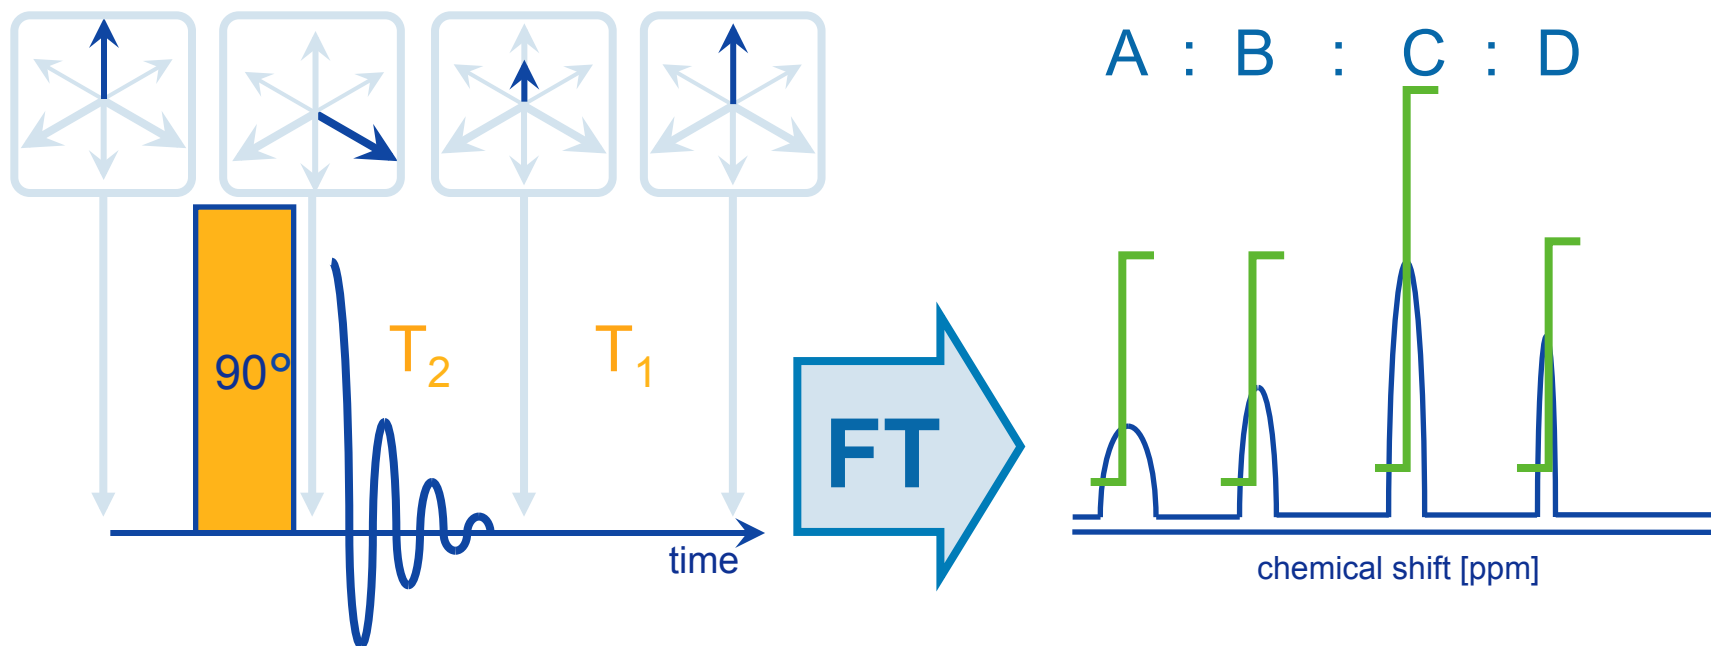 A : B : C : D
90°
T₂
T₁
FT
time
chemical shift [ppm]